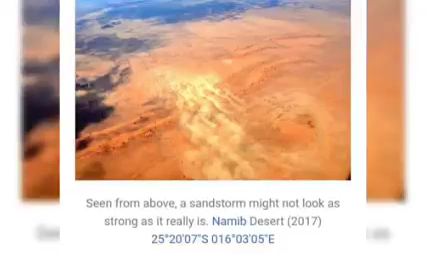 Seen from above, a sandstorm might not look as
strong as it really is. Namib Desert (2017)
25°20'07"S 016°03'05"E